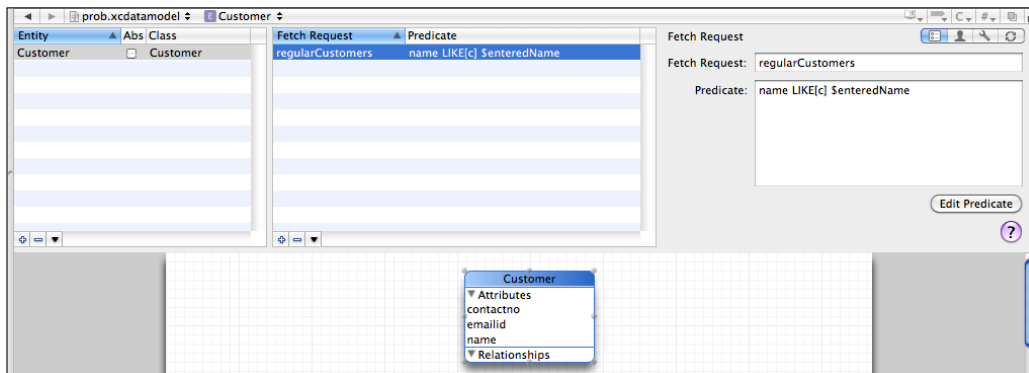 prob.xcdatamodel Customer
C #
Entity Abs Class
Customer Customer
Fetch Request Predicate
regularCustomers name LIKE[c] $enteredName
Fetch Request
Fetch Request: regularCustomers
Predicate: name LIKE[c] $enteredName
Edit Predicate
?
Customer
Attributes
contactno
emailid
name
Relationships